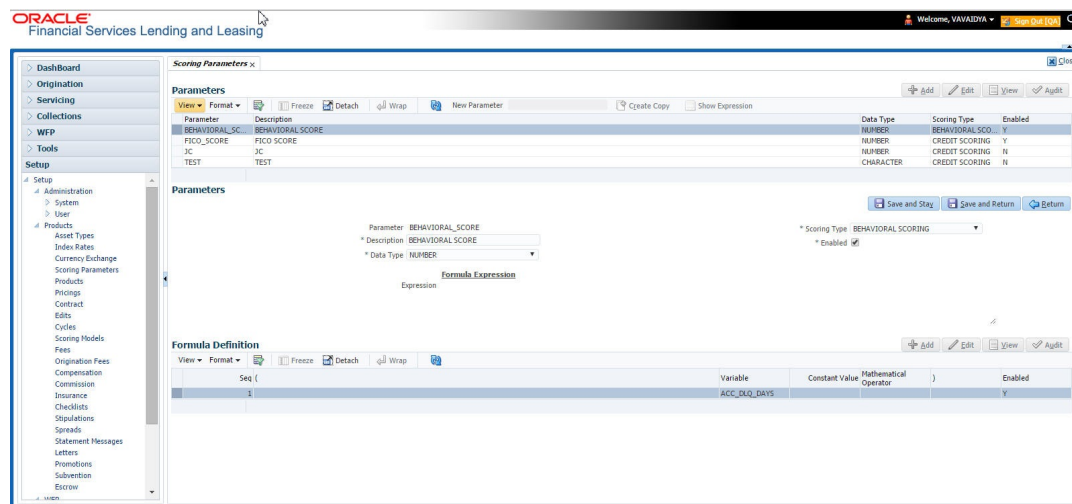 ORACLE
Financial Services Lending and Leasing
Welcome, VAVAIDYA
Sign Out [QA]
Clos
DashBoard
Origination
Servicing
Collections
WFP
Tools
Setup
Setup
Administration
System
User
Products
Asset Types
Index Rates
Currency Exchange
Scoring Parameters
Products
Pricings
Contract
Edits
Cycles
Scoring Models
Fees
Origination Fees
Compensation
Commission
Insurance
Checklists
Stipulations
Spreads
Statement Messages
Letters
Promotions
Subvention
Escrow
WFP
Scoring Parameters x
Parameters
Add Edit View Audit
View Format Freeze Detach Wrap New Parameter Create Copy Show Expression
Parameter Description Data Type Scoring Type Enabled
BEHAVIORAL_SC... BEHAVIORAL SCORE NUMBER BEHAVIORAL SCO... Y
FICO_SCORE FICO SCORE NUMBER CREDIT SCORING Y
JC JC NUMBER CREDIT SCORING N
TEST TEST CHARACTER CREDIT SCORING N
Parameters
Save and Stay Save and Return Return
Parameter BEHAVIORAL_SCORE
* Scoring Type BEHAVIORAL SCORING
* Description BEHAVIORAL SCORE
* Enabled
* Data Type NUMBER
Formula Expression
Expression
Formula Definition
Add Edit View Audit
View Format Freeze Detach Wrap
Seq ( Variable Constant Value Mathematical Operator ) Enabled
1 ACC_DLQ_DAYS Y